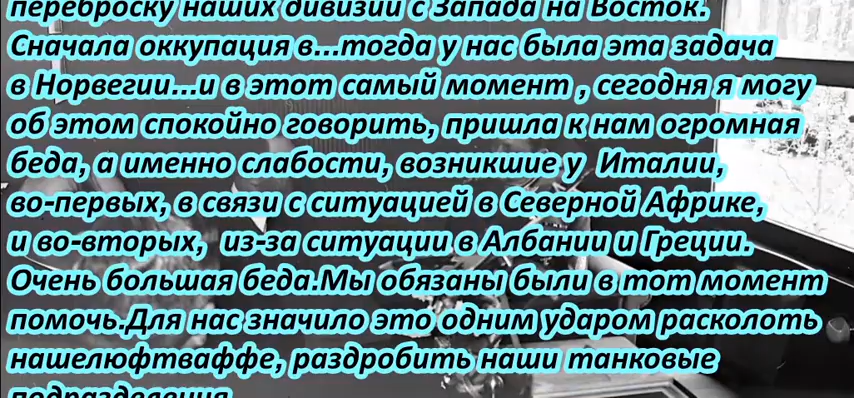 переброску наших дивизий с Запада на Восток.
Сначала оккупация в...тогда у нас была эта задача
в Норвегии...и в этот самый момент , сегодня я могу
об этом спокойно говорить, пришла к нам огромная
беда, а именно слабости, возникшие у Италии,
во-первых, в связи с ситуацией в Северной Африке,
и во-вторых, из-за ситуации в Албании и Греции.
Очень большая беда.Мы обязаны были в тот момент
помочь.Для нас значило это одним ударом расколоть
нашелюфтваффе, раздробить наши танковые
подразделения